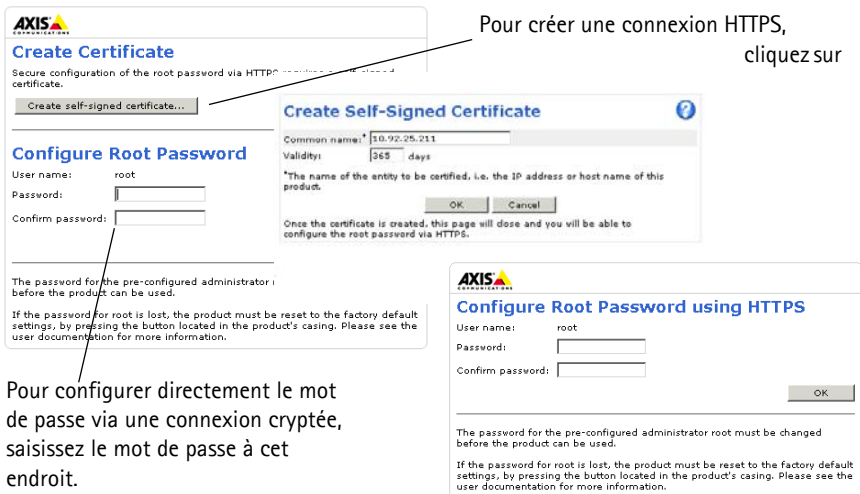 AXIS
COMMUNICATIONS
Create Certificate
Secure configuration of the root password via HTTPS requires a self-signed
certificate.
Create self-signed certificate...
Configure Root Password
User name: root
Password:
Confirm password:
The password for the pre-configured administrator
before the product can be used.
If the password for root is lost, the product must be reset to the factory default
settings, by pressing the button located in the product's casing. Please see the
user documentation for more information.
Pour créer une connexion HTTPS,
cliquez sur
Create Self-Signed Certificate
Common name:* 10.92.25.211
Validity: 365 days
*The name of the entity to be certified, i.e. the IP address or host name of this
product.
OK Cancel
Once the certificate is created, this page will close and you will be able to
configure the root password via HTTPS.
Pour configurer directement le mot
de passe via une connexion cryptée,
saisissez le mot de passe à cet
endroit.
AXIS
COMMUNICATIONS
Configure Root Password using HTTPS
User name: root
Password:
Confirm password:
OK
The password for the pre-configured administrator root must be changed
before the product can be used.
If the password for root is lost, the product must be reset to the factory default
settings, by pressing the button located in the product's casing. Please see the
user documentation for more information.